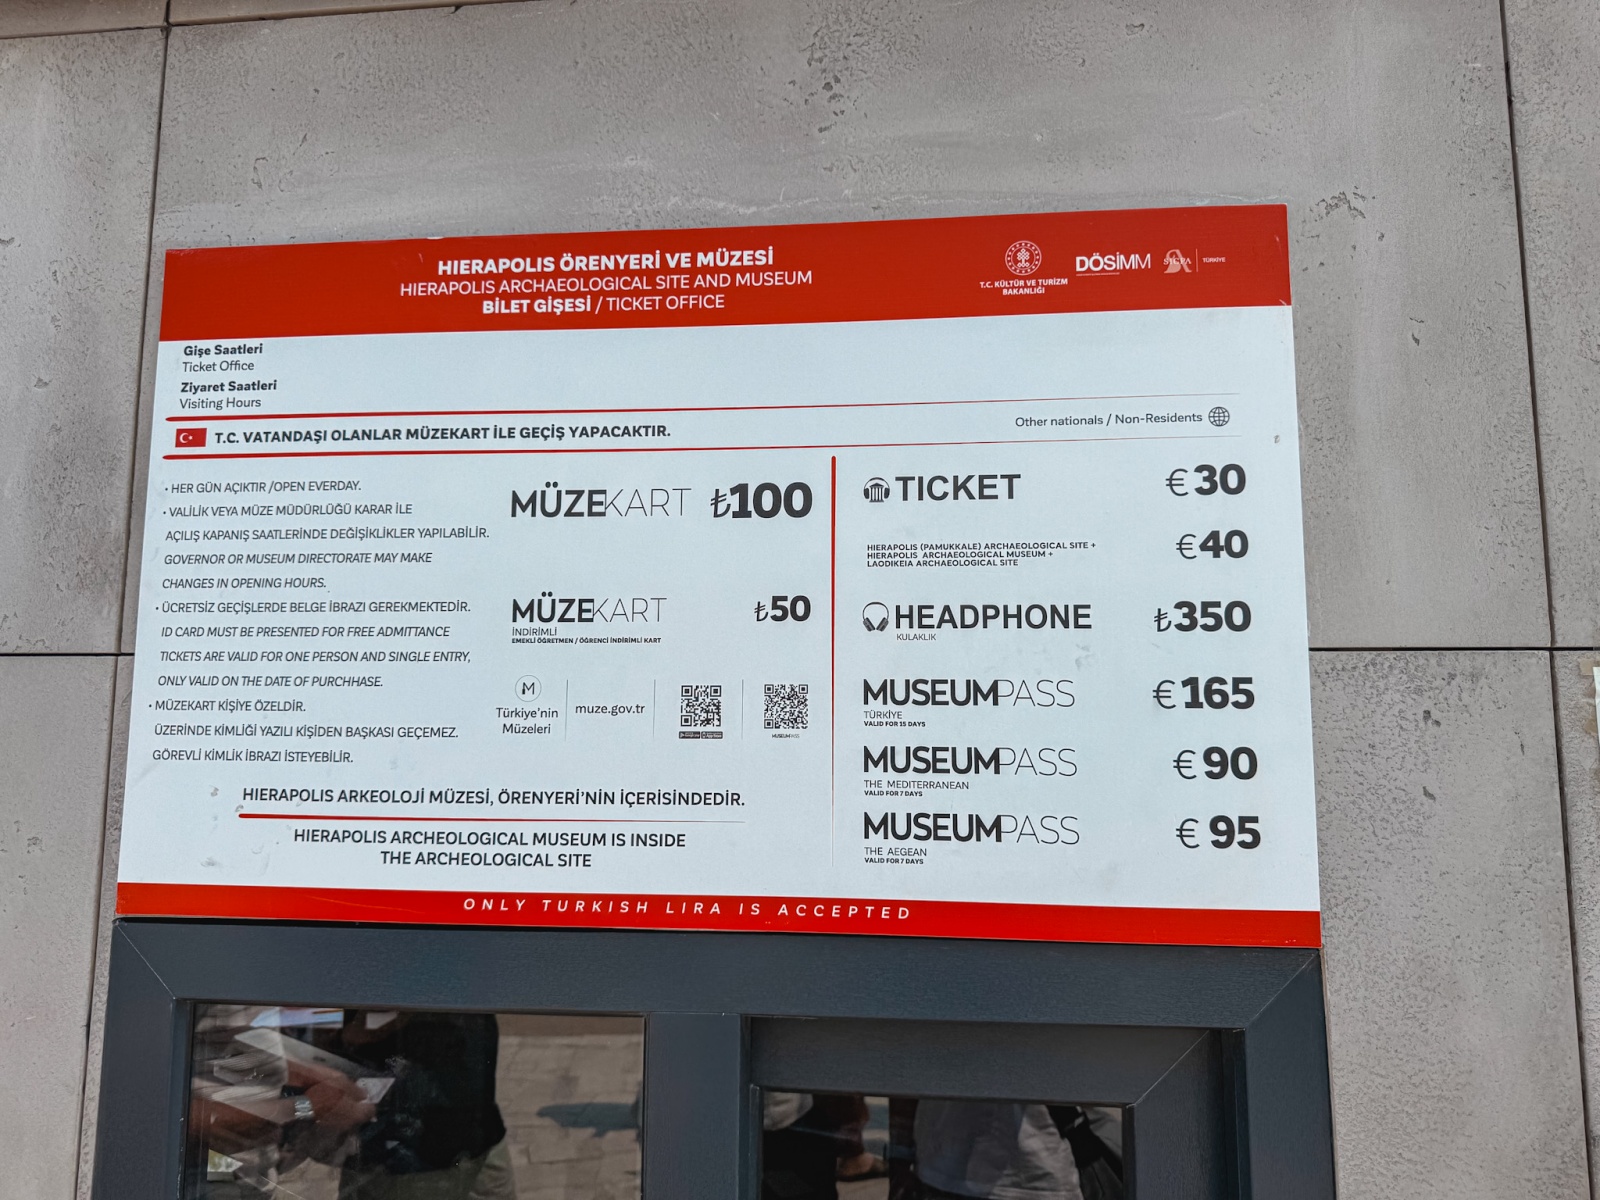 HIERAPOLIS ÖRENYERİ VE MÜZESİ
HIERAPOLIS ARCHAEOLOGICAL SITE AND MUSEUM
BİLET GİŞESİ / TICKET OFFICE
T.C. KÜLTÜR VE TURİZM
BAKANLIĞI
DÖSİMM
SICPA
TÜRKİYE
Gişe Saatleri
Ticket Office
Ziyaret Saatleri
Visiting Hours
T.C. VATANDAŞI OLANLAR MÜZEKART İLE GEÇİŞ YAPACAKTIR.
Other nationals / Non-Residents
• HER GÜN AÇIKTIR /OPEN EVERDAY.
• VALİLİK VEYA MÜZE MÜDÜRLÜĞÜ KARAR İLE
AÇILIŞ KAPANIŞ SAATLERİNDE DEĞİŞİKLİKLER YAPILABİLİR.
GOVERNOR OR MUSEUM DIRECTORATE MAY MAKE
CHANGES IN OPENING HOURS.
• ÜCRETSİZ GEÇİŞLERDE BELGE İBRAZI GEREKMEKTEDİR.
ID CARD MUST BE PRESENTED FOR FREE ADMITTANCE
TICKETS ARE VALID FOR ONE PERSON AND SINGLE ENTRY,
ONLY VALID ON THE DATE OF PURCHHASE.
• MÜZEKART KİŞİYE ÖZELDİR.
ÜZERİNDE KİMLİĞİ YAZILI KİŞİDEN BAŞKASI GEÇEMEZ.
GÖREVLİ KİMLİK İBRAZI İSTEYEBİLİR.
MÜZEKART ₺100
MÜZEKART ₺50
İNDİRİMLİ
EMEKLİ ÖĞRETMEN / ÖĞRENCİ İNDİRİMLİ KART
M
Türkiye'nin
Müzeleri
muze.gov.tr
MUSEUMPASS
HIERAPOLIS ARKEOLOJİ MÜZESİ, ÖRENYERİ'NİN İÇERİSİNDEDİR.
HIERAPOLIS ARCHEOLOGICAL MUSEUM IS INSIDE
THE ARCHEOLOGICAL SITE
TICKET €30
HIERAPOLIS (PAMUKKALE) ARCHAEOLOGICAL SITE +
HIERAPOLIS ARCHAEOLOGICAL MUSEUM +
LAODIKEIA ARCHAEOLOGICAL SITE
€40
HEADPHONE ₺350
KULAKLIK
MUSEUMPASS €165
TÜRKİYE
VALID FOR 15 DAYS
MUSEUMPASS €90
THE MEDITERRANEAN
VALID FOR 7 DAYS
MUSEUMPASS €95
THE AEGEAN
VALID FOR 7 DAYS
ONLY TURKISH LIRA IS ACCEPTED